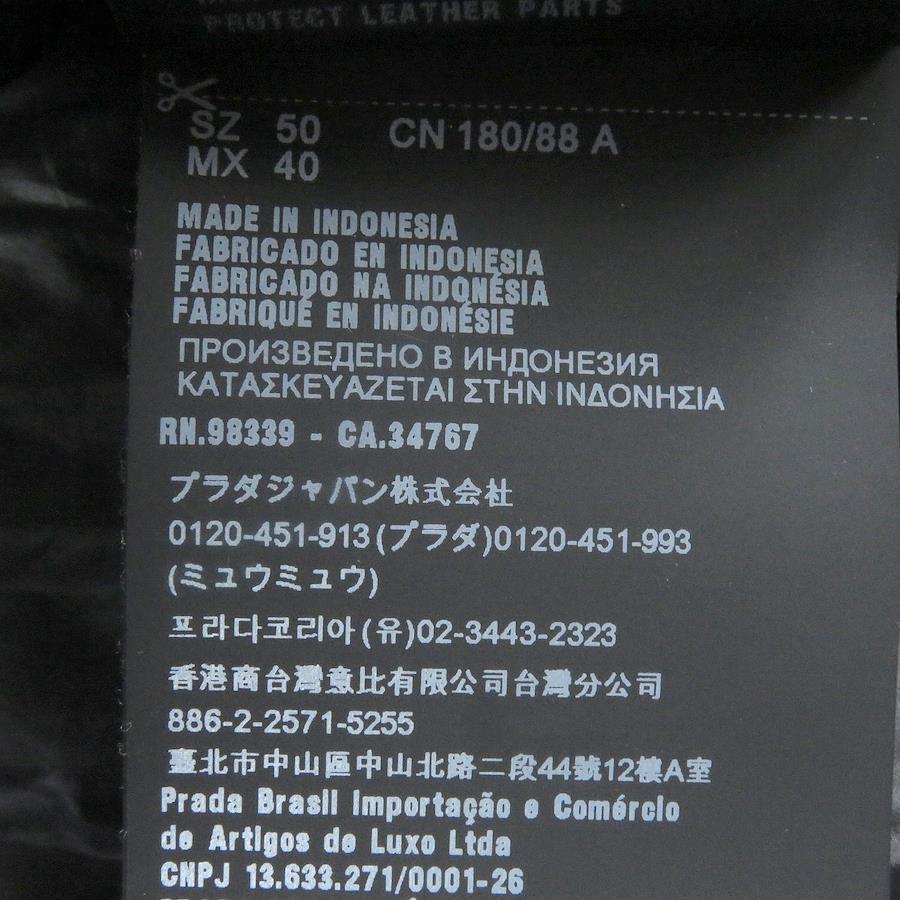 PROTECT LEATHER PARTS
SZ 50 CN 180/88 A
MX 40
MADE IN INDONESIA
FABRICADO EN INDONESIA
FABRICADO NA INDONÉSIA
FABRIQUÉ EN INDONÉSIE
ПРОИЗВЕДЕНО В ИНДОНЕЗИЯ
ΚΑΤΑΣΚΕΥΑΖΕΤΑΙ ΣΤΗΝ ΙΝΔΟΝΗΣΙΑ
RN.98339 - CA.34767
プラダジャパン株式会社
0120-451-913(プラダ)0120-451-993
(ミュウミュウ)
프라다코리아(유)02-3443-2323
香港商台灣意比有限公司台灣分公司
886-2-2571-5255
臺北市中山區中山北路二段44號12樓A室
Prada Brasil Importação e Comércio
de Artigos de Luxo Ltda
CNPJ 13.633.271/0001-26